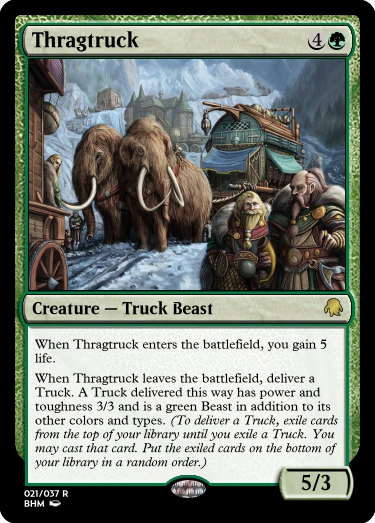 Thragtruck 4
Creature — Truck Beast
When Thragtruck enters the battlefield, you gain 5
life.
When Thragtruck leaves the battlefield, deliver a
Truck. A Truck delivered this way has power and
toughness 3/3 and is a green Beast in addition to its
other colors and types. (To deliver a Truck, exile cards
from the top of your library until you exile a Truck. You
may cast that card. Put the exiled cards on the bottom of
your library in a random order.)
5/3
021/037 R
BHM